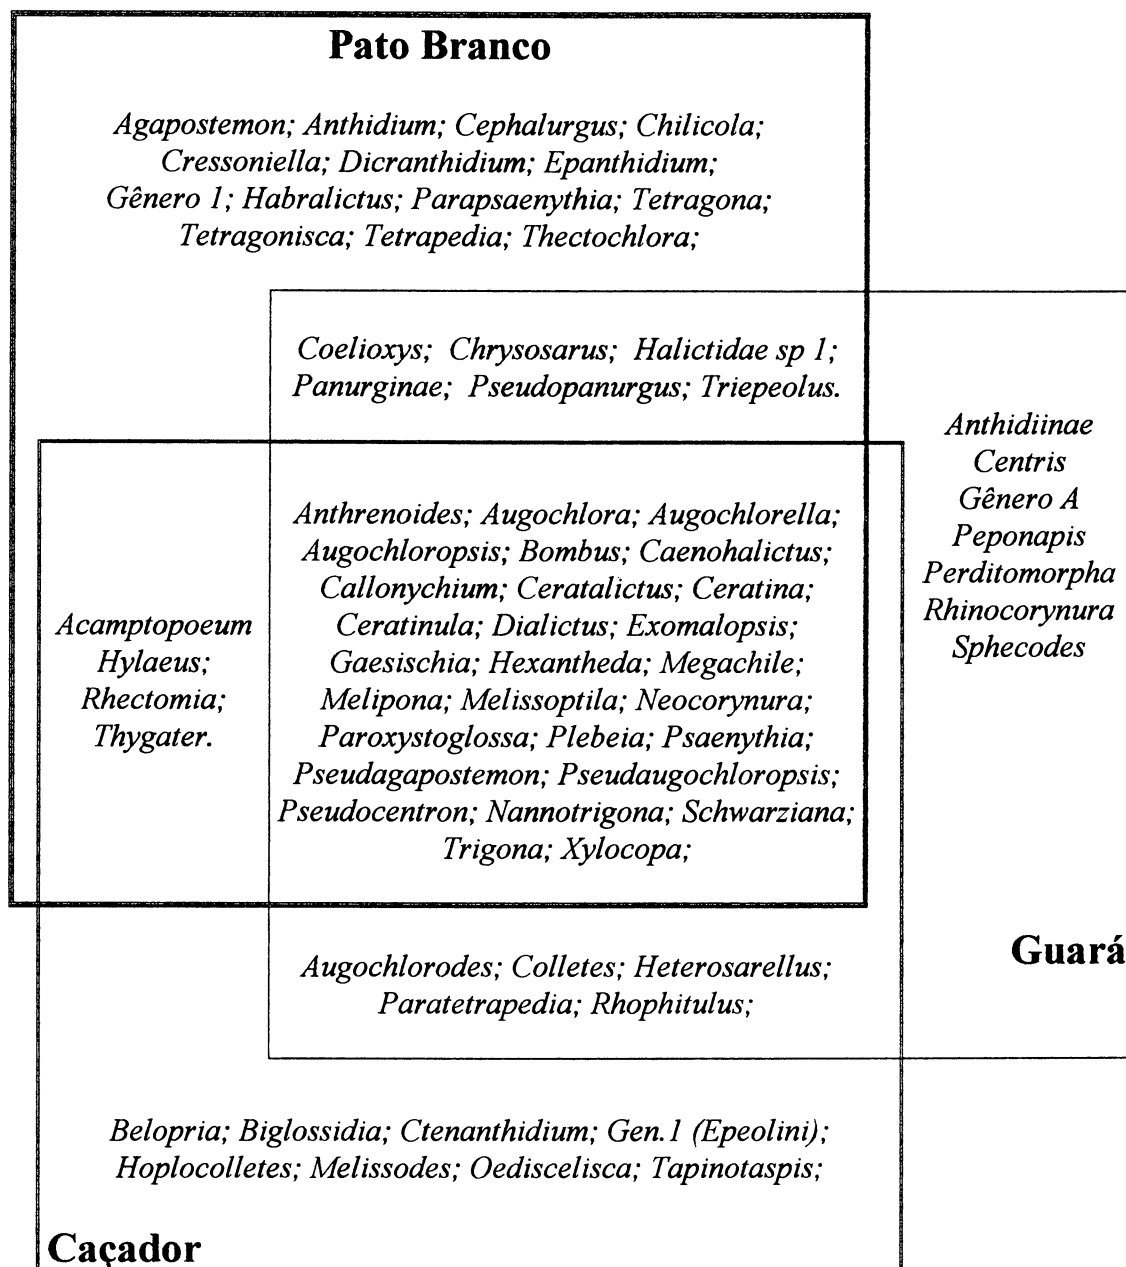 Pato Branco
Agapostemon; Anthidium; Cephalurgus; Chilicola;
Cressoniella; Dicranthidium; Epanthidium;
Gênero 1; Habralictus; Parapsaenythia; Tetragona;
Tetragonisca; Tetrapedia; Thectochlora;
Coelioxys; Chrysosarus; Halictidae sp 1;
Panurginae; Pseudopanurgus; Triepeolus.
Anthidiinae
Centris
Gênero A
Peponapis
Perditomorpha
Rhinocorynura
Sphecodes
Anthrenoides; Augochlora; Augochlorella;
Augochloropsis; Bombus; Caenohalictus;
Callonychium; Ceratalictus; Ceratina;
Ceratinula; Dialictus; Exomalopsis;
Gaesischia; Hexantheda; Megachile;
Melipona; Melissoptila; Neocorynura;
Paroxystoglossa; Plebeia; Psaenythia;
Pseudagapostemon; Pseudaugochloropsis;
Pseudocentron; Nannotrigona; Schwarziana;
Trigona; Xylocopa;
Acamptopoeum
Hylaeus;
Rhectomia;
Thygater.
Guará
Augochlorodes; Colletes; Heterosarellus;
Paratetrapedia; Rhophitulus;
Belopria; Biglossidia; Ctenanthidium; Gen.1 (Epeolini);
Hoplocolletes; Melissodes; Oediscelisca; Tapinotaspis;
Caçador